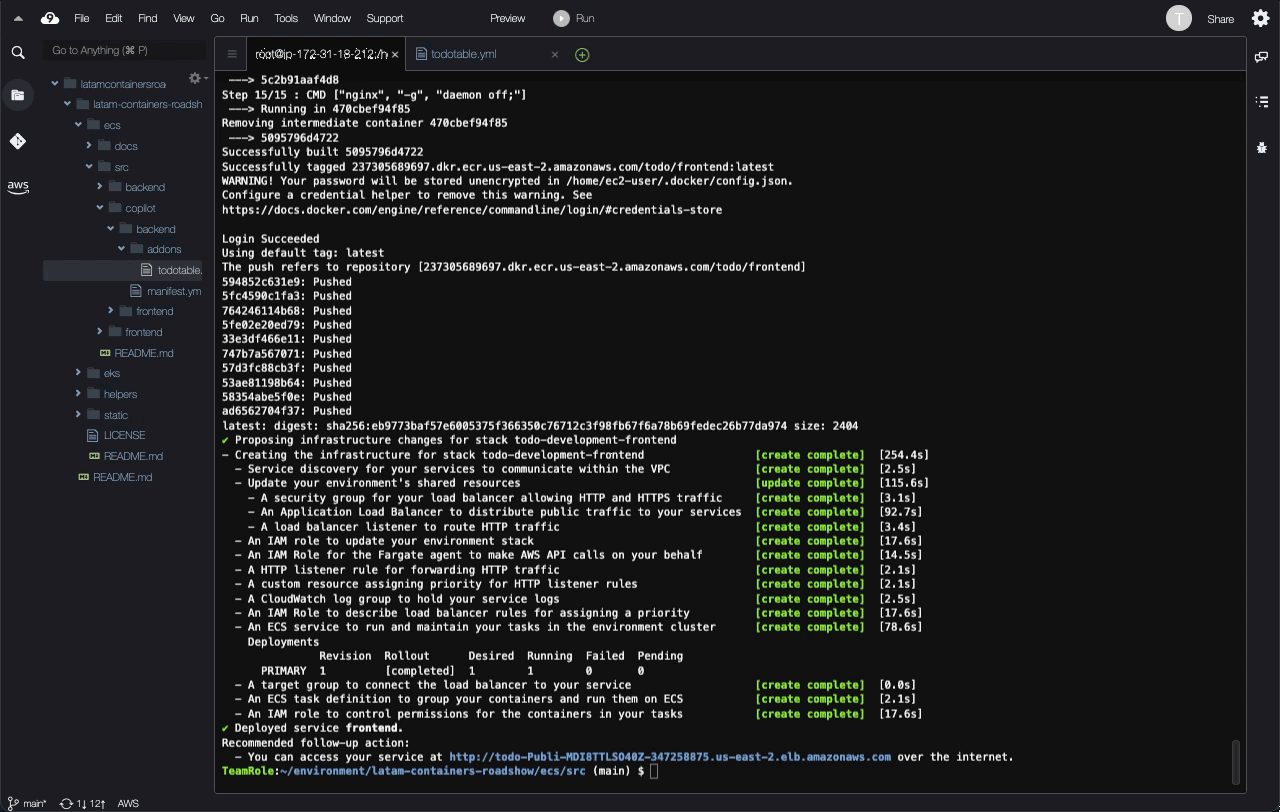 File Edit Find View Go Run Tools Window Support Preview Run T Share
Go to Anything (⌘ P)
root@ip-172-31-18-212:/h
todotable.yml
latamcontainersroa
latam-containers-roadsh
ecs
docs
src
backend
copilot
backend
addons
todotable.
manifest.ym
frontend
frontend
README.md
eks
helpers
static
LICENSE
README.md
README.md
aws
---> 5c2b91aaf4d8
Step 15/15 : CMD ["nginx", "-g", "daemon off;"]
---> Running in 470cbef94f85
Removing intermediate container 470cbef94f85
---> 5095796d4722
Successfully built 5095796d4722
Successfully tagged 237305689697.dkr.ecr.us-east-2.amazonaws.com/todo/frontend:latest
WARNING! Your password will be stored unencrypted in /home/ec2-user/.docker/config.json.
Configure a credential helper to remove this warning. See
https://docs.docker.com/engine/reference/commandline/login/#credentials-store
Login Succeeded
Using default tag: latest
The push refers to repository [237305689697.dkr.ecr.us-east-2.amazonaws.com/todo/frontend]
594852c631e9: Pushed
5fc4590c1fa3: Pushed
764246114b68: Pushed
5fe02e20ed79: Pushed
33e3df466e11: Pushed
747b7a567071: Pushed
57d3fc88cb3f: Pushed
53ae81198b64: Pushed
58354abe5f0e: Pushed
ad6562704f37: Pushed
latest: digest: sha256:eb9773baf57e6005375f366350c76712c3f98fb67f6a78b69fedec26b77da974 size: 2404
✔ Proposing infrastructure changes for stack todo-development-frontend
- Creating the infrastructure for stack todo-development-frontend [create complete] [254.4s]
- Service discovery for your services to communicate within the VPC [create complete] [2.5s]
- Update your environment's shared resources [update complete] [115.6s]
- A security group for your load balancer allowing HTTP and HTTPS traffic [create complete] [3.1s]
- An Application Load Balancer to distribute public traffic to your services [create complete] [92.7s]
- A load balancer listener to route HTTP traffic [create complete] [3.4s]
- An IAM role to update your environment stack [create complete] [17.6s]
- An IAM Role for the Fargate agent to make AWS API calls on your behalf [create complete] [14.5s]
- A HTTP listener rule for forwarding HTTP traffic [create complete] [2.1s]
- A custom resource assigning priority for HTTP listener rules [create complete] [2.1s]
- A CloudWatch log group to hold your service logs [create complete] [2.5s]
- An IAM Role to describe load balancer rules for assigning a priority [create complete] [17.6s]
- An ECS service to run and maintain your tasks in the environment cluster [create complete] [78.6s]
Deployments
Revision Rollout Desired Running Failed Pending
PRIMARY 1 [completed] 1 1 0 0
- A target group to connect the load balancer to your service [create complete] [0.0s]
- An ECS task definition to group your containers and run them on ECS [create complete] [2.1s]
- An IAM role to control permissions for the containers in your tasks [create complete] [17.6s]
✔ Deployed service frontend.
Recommended follow-up action:
- You can access your service at http://todo-Publi-MDI8TTLSO40Z-347258875.us-east-2.elb.amazonaws.com over the internet.
TeamRole:~/environment/latam-containers-roadshow/ecs/src (main) $
main* 1↓ 12↑ AWS